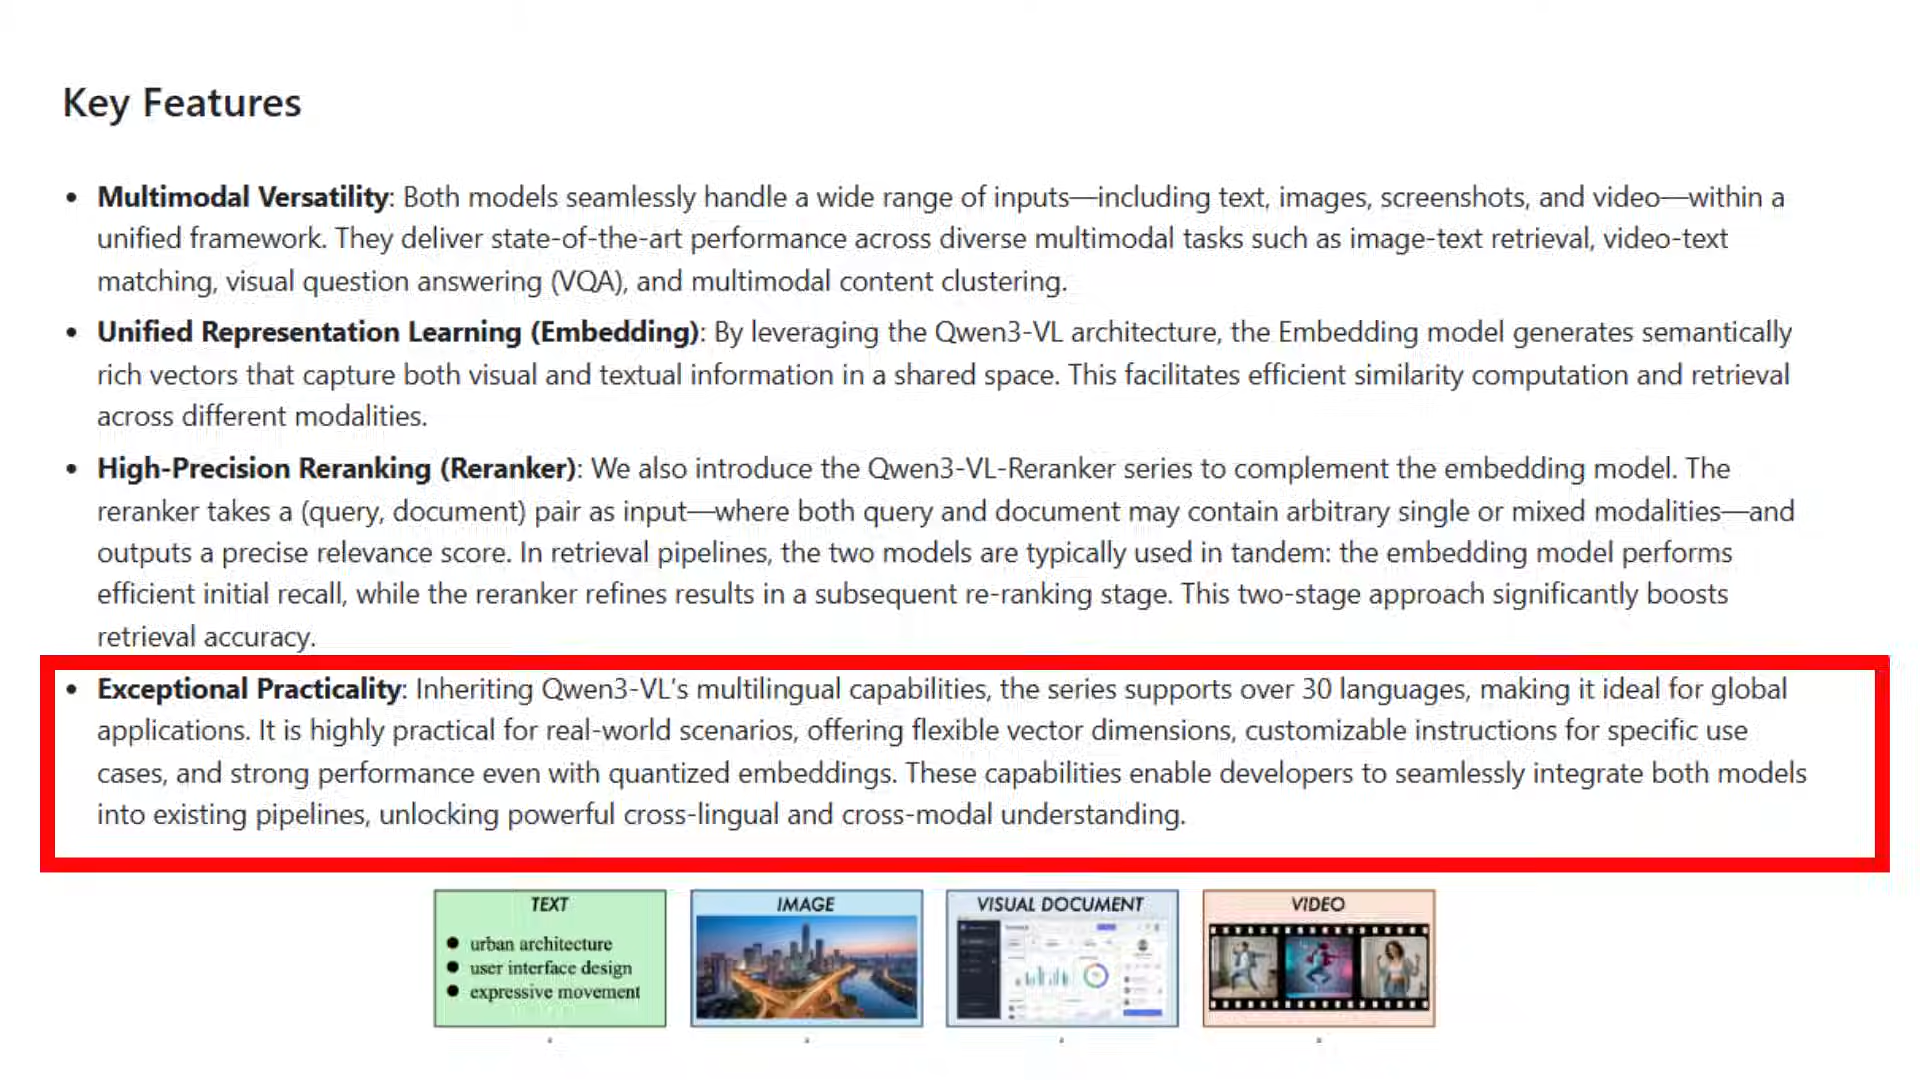 Key Features
• Multimodal Versatility: Both models seamlessly handle a wide range of inputs—including text, images, screenshots, and video—within a
unified framework. They deliver state-of-the-art performance across diverse multimodal tasks such as image-text retrieval, video-text
matching, visual question answering (VQA), and multimodal content clustering.
• Unified Representation Learning (Embedding): By leveraging the Qwen3-VL architecture, the Embedding model generates semantically
rich vectors that capture both visual and textual information in a shared space. This facilitates efficient similarity computation and retrieval
across different modalities.
• High-Precision Reranking (Reranker): We also introduce the Qwen3-VL-Reranker series to complement the embedding model. The
reranker takes a (query, document) pair as input—where both query and document may contain arbitrary single or mixed modalities—and
outputs a precise relevance score. In retrieval pipelines, the two models are typically used in tandem: the embedding model performs
efficient initial recall, while the reranker refines results in a subsequent re-ranking stage. This two-stage approach significantly boosts
retrieval accuracy.
• Exceptional Practicality: Inheriting Qwen3-VL's multilingual capabilities, the series supports over 30 languages, making it ideal for global
applications. It is highly practical for real-world scenarios, offering flexible vector dimensions, customizable instructions for specific use
cases, and strong performance even with quantized embeddings. These capabilities enable developers to seamlessly integrate both models
into existing pipelines, unlocking powerful cross-lingual and cross-modal understanding.
TEXT
● urban architecture
● user interface design
● expressive movement
IMAGE
VISUAL DOCUMENT
VIDEO